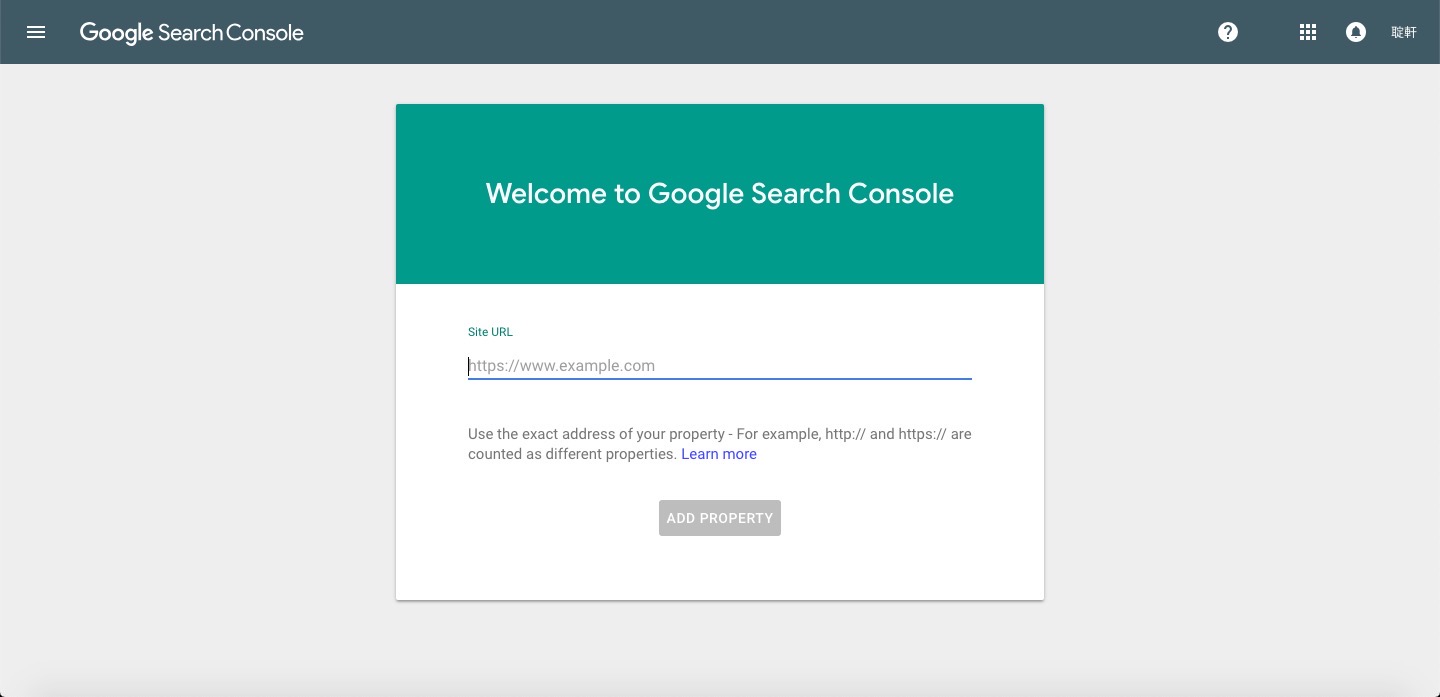 Google Search Console
聢軒
Welcome to Google Search Console
Site URL
https://www.example.com
Use the exact address of your property - For example, http:// and https:// are
counted as different properties. Learn more
ADD PROPERTY